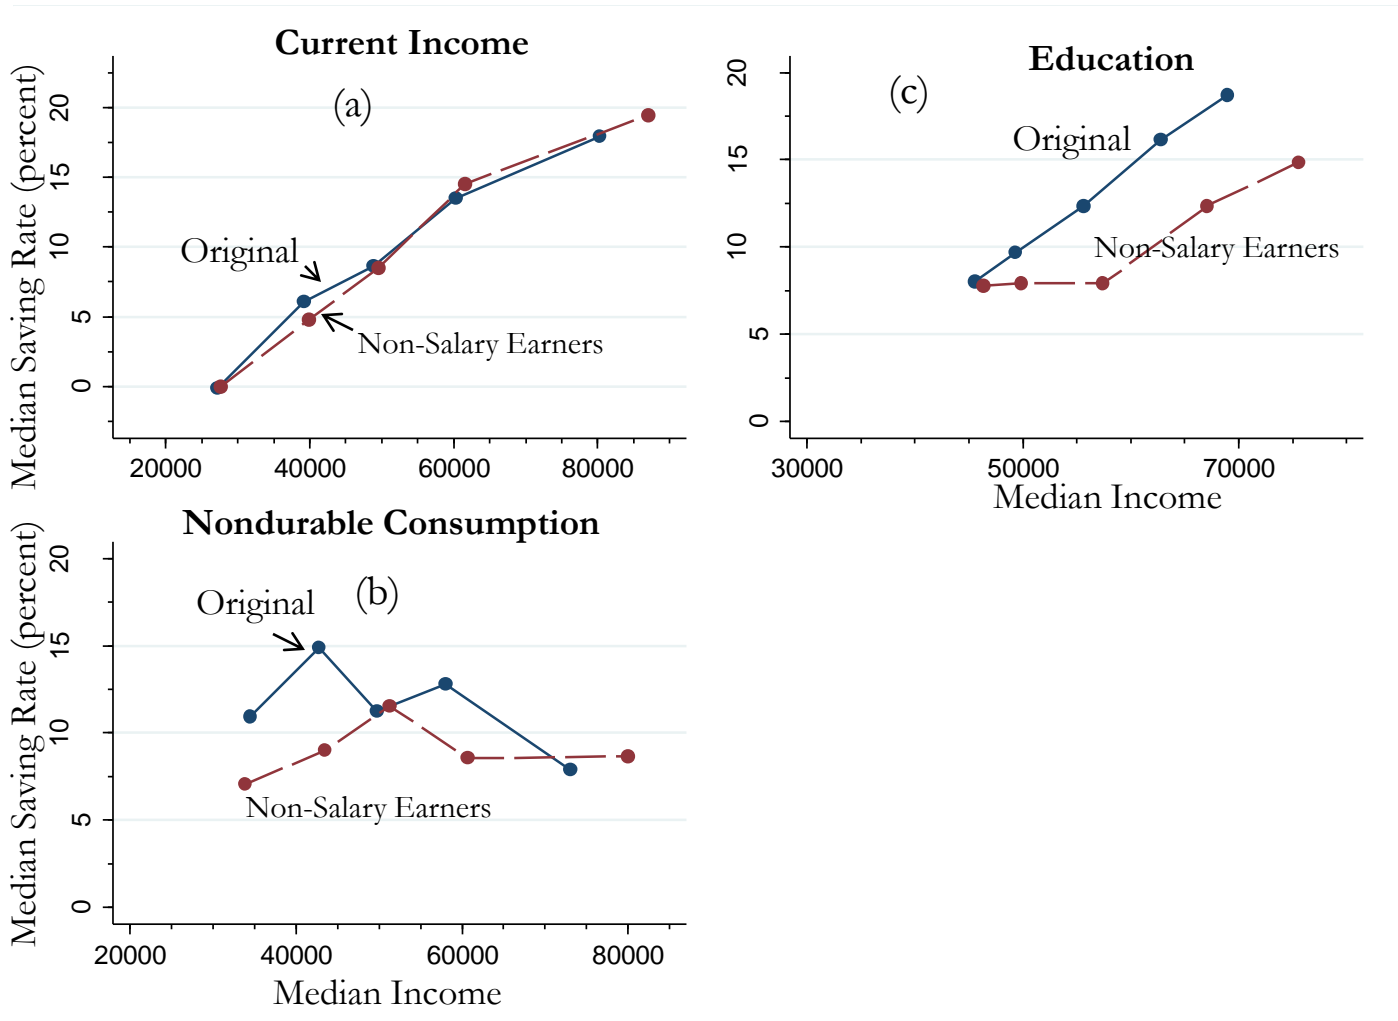 Current Income
(a)
Median Saving Rate (percent)
20
15
10
5
0
Original
Non-Salary Earners
20000 40000 60000 80000
Education
(c)
20
15
10
5
0
Original
Non-Salary Earners
30000 50000 70000
Median Income
Nondurable Consumption
(b)
Median Saving Rate (percent)
20
15
10
5
0
Original
Non-Salary Earners
20000 40000 60000 80000
Median Income